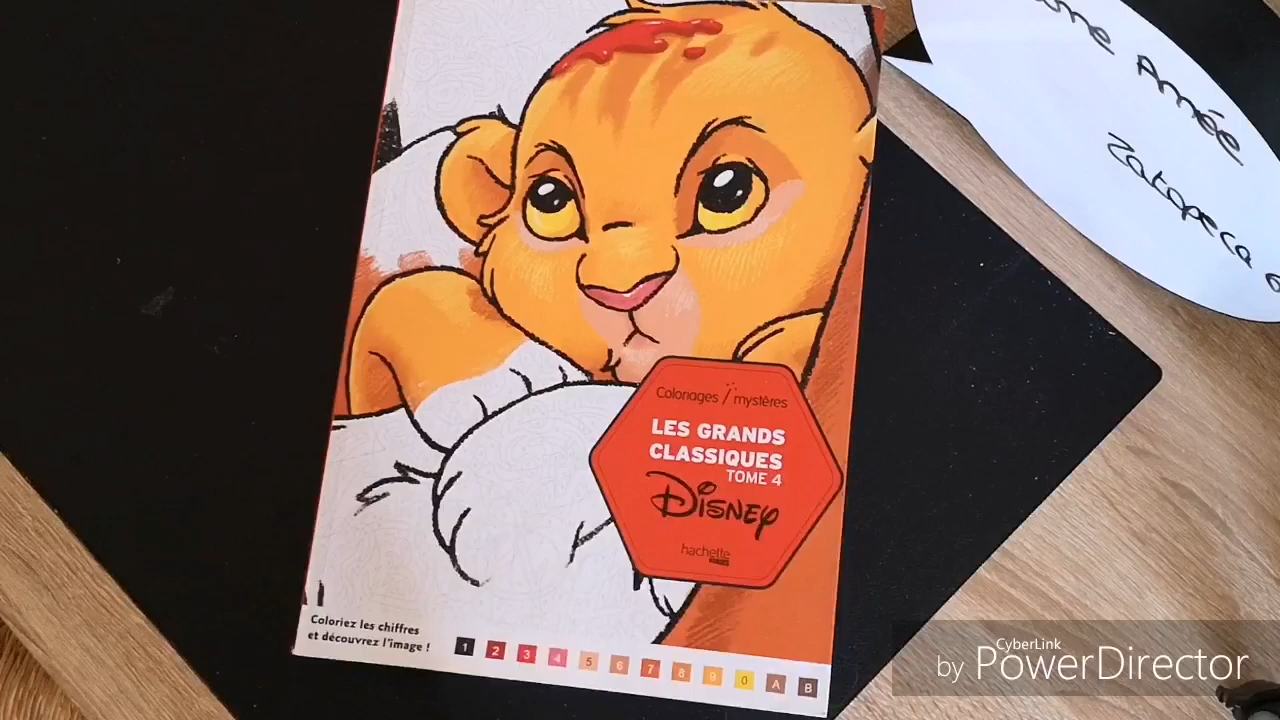 Année
Zatopeca
Coloriages mystères
LES GRANDS
CLASSIQUES
TOME 4
Disney
hachette
Coloriez les chiffres
et découvrez l'image !
1 2 3 4 5 6 7 8 9 0 A B
CyberLink
by PowerDirector